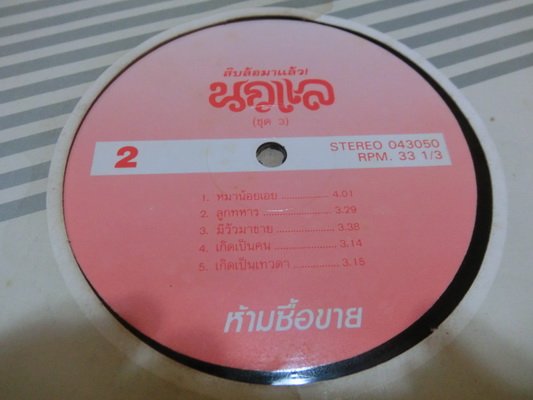 สิบล้อมาแล้ว!
นกแล
(ชุด 3)
2
STEREO 043050
RPM. 33 1/3
1. หมาน้อยเอย ................ 4.01
2. ลูกทหาร ....................... 3.29
3. มีวัวมาขาย .................... 3.38
4. เกิดเป็นคน ..................... 3.14
5. เกิดเป็นเทวดา ............... 3.15
ห้ามซื้อขาย